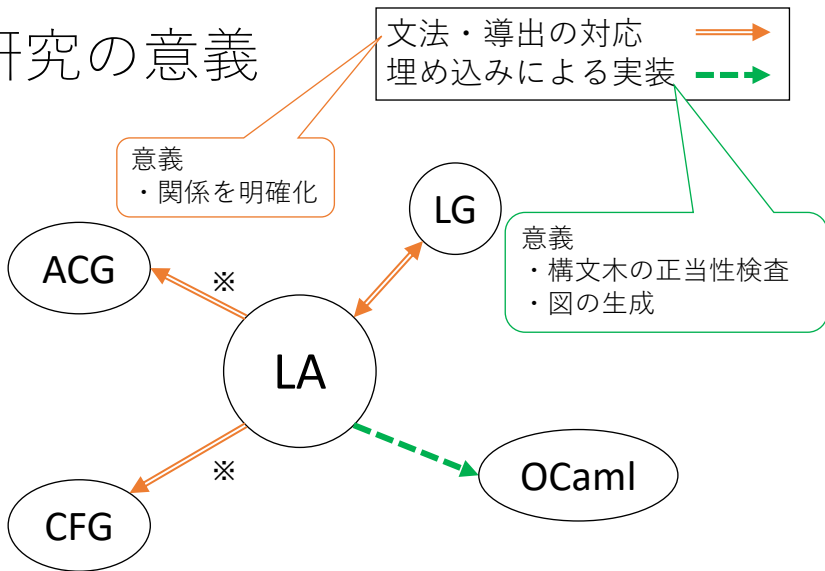 研究の意義
文法・導出の対応
埋め込みによる実装
意義
・関係を明確化
LG
意義
・構文木の正当性検査
・図の生成
ACG
※
LA
※
OCaml
CFG